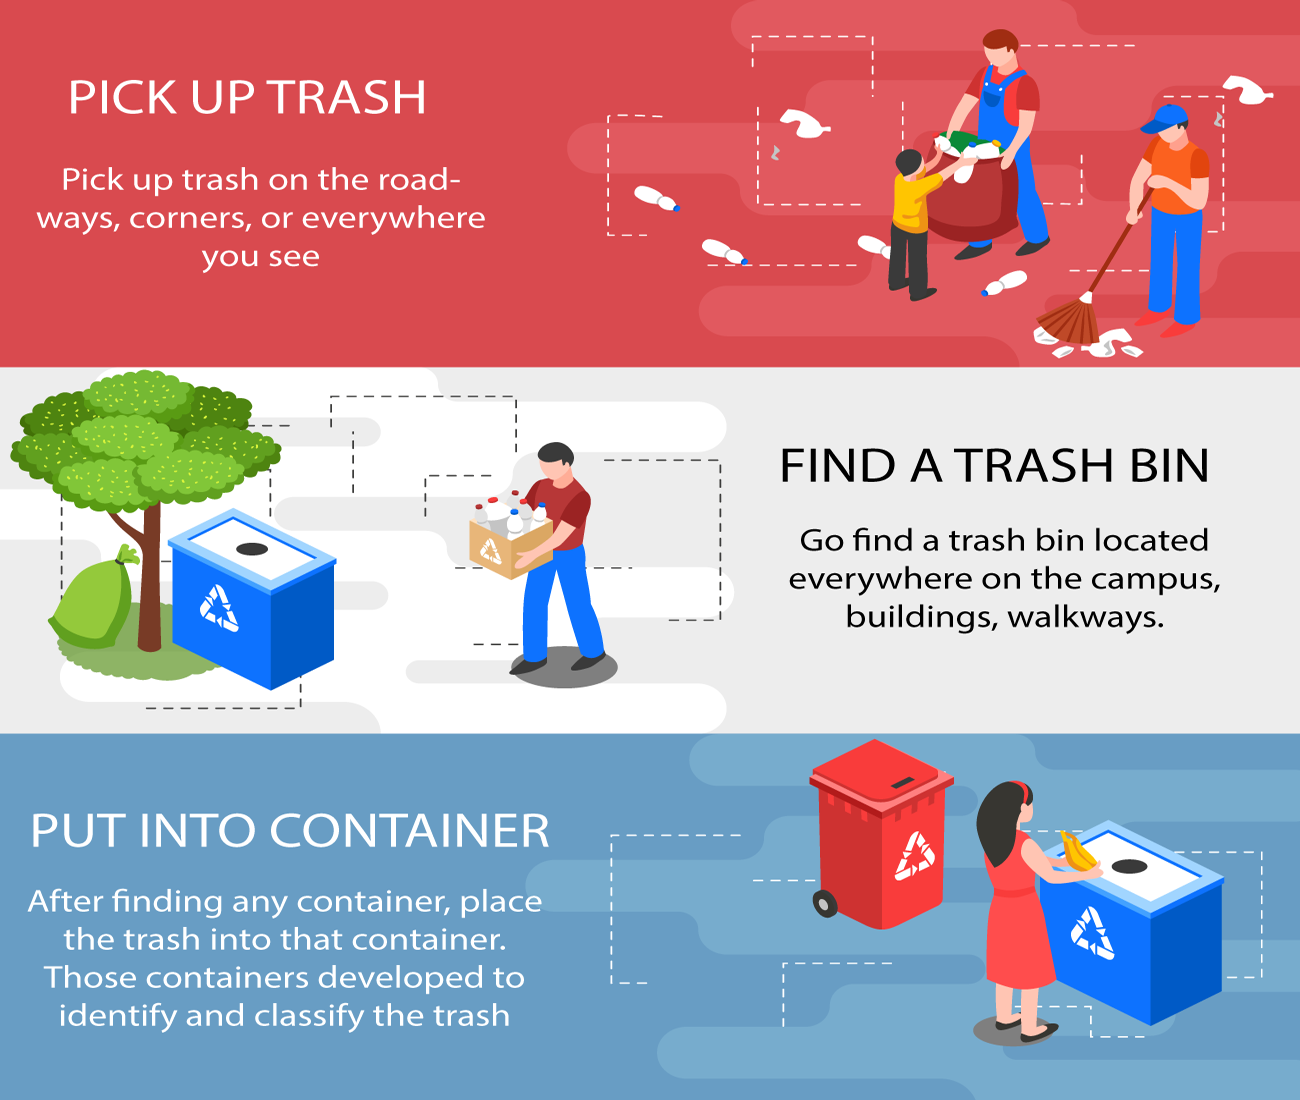 PICK UP TRASH
Pick up trash on the road-
ways, corners, or everywhere
you see
FIND A TRASH BIN
Go find a trash bin located
everywhere on the campus,
buildings, walkways.
PUT INTO CONTAINER
After finding any container, place
the trash into that container.
Those containers developed to
identify and classify the trash